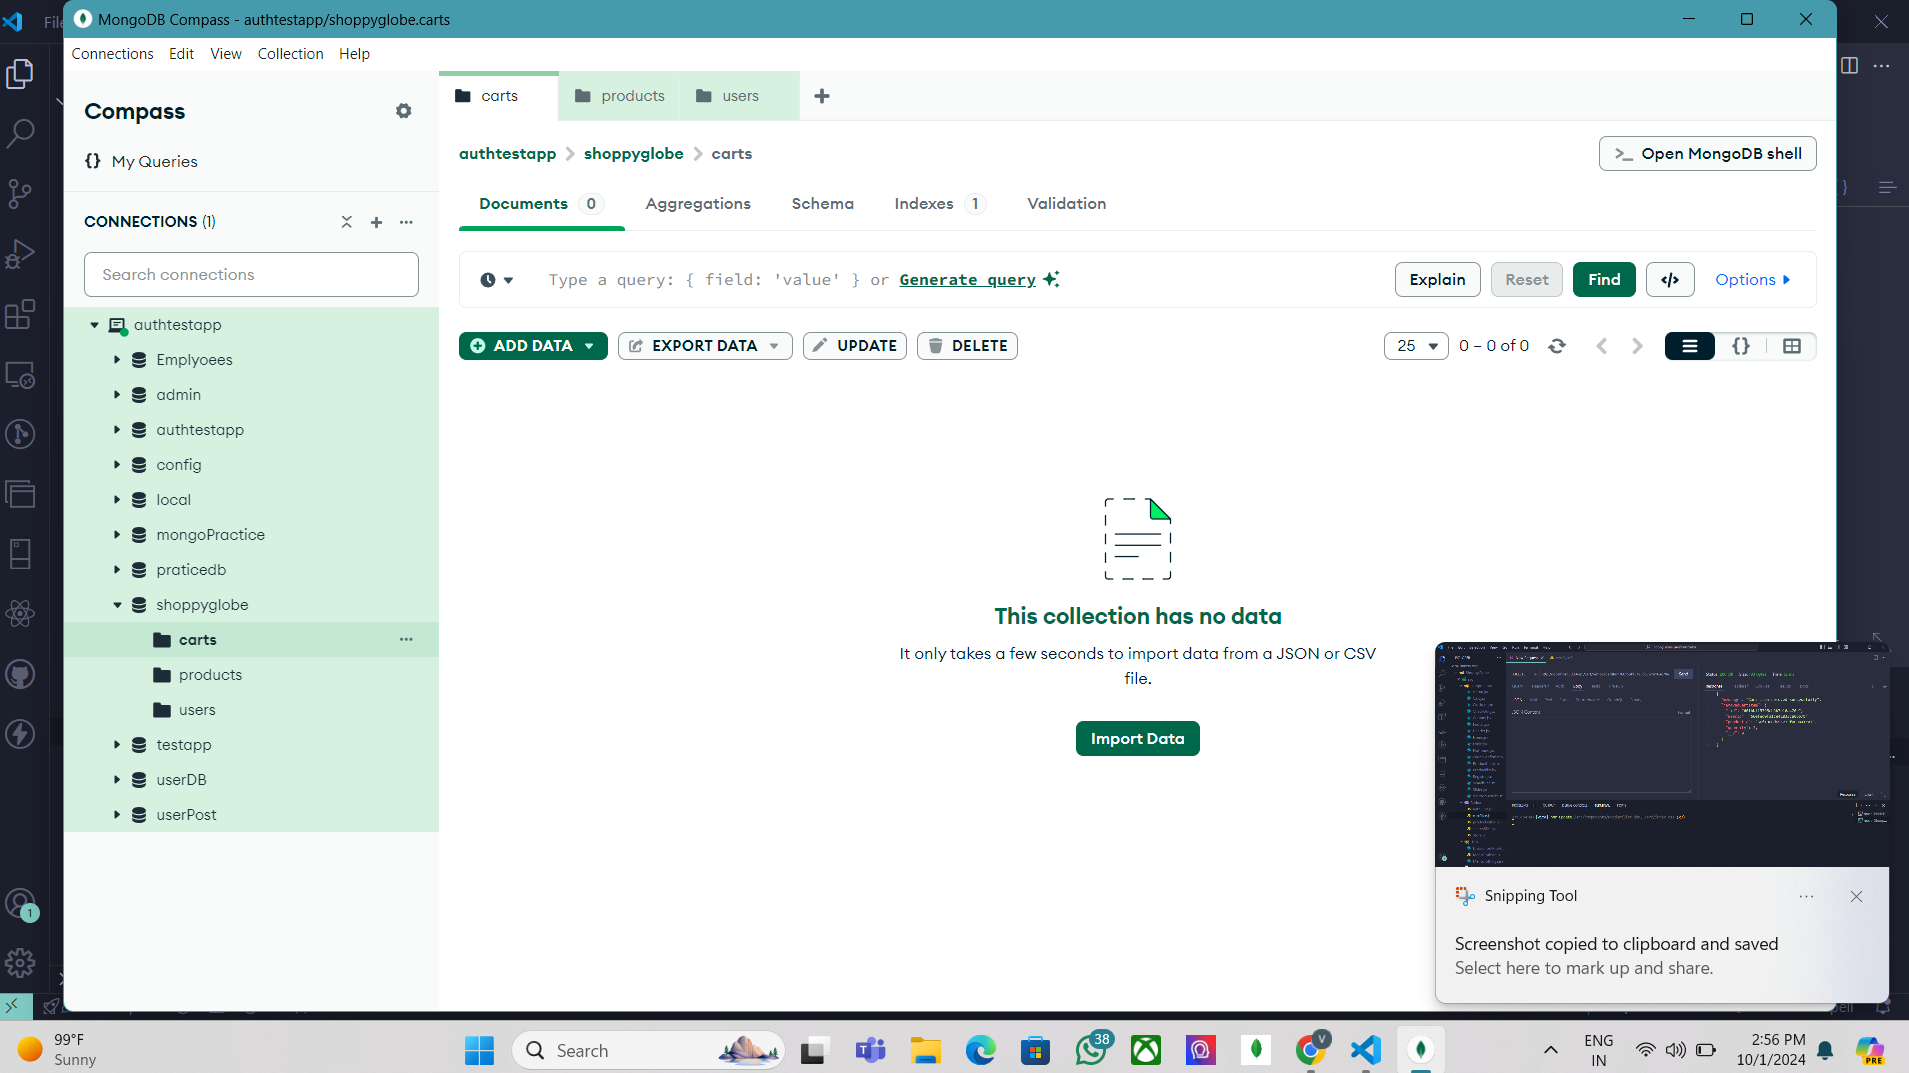 File
MongoDB Compass - authtestapp/shoppyglobe.carts
Connections Edit View Collection Help
Compass
{} My Queries
CONNECTIONS (1)
Search connections
authtestapp
Emplyoees
admin
authtestapp
config
local
mongoPractice
praticedb
shoppyglobe
carts
products
users
testapp
userDB
userPost
carts products users
authtestapp > shoppyglobe > carts
>_ Open MongoDB shell
Documents 0 Aggregations Schema Indexes 1 Validation
Type a query: { field: 'value' } or Generate query
Explain Reset Find </> Options
ADD DATA EXPORT DATA UPDATE DELETE
25 0 – 0 of 0 {}
This collection has no data
It only takes a few seconds to import data from a JSON or CSV
file.
Import Data
Snipping Tool
Screenshot copied to clipboard and saved
Select here to mark up and share.
1
99°F
Sunny
Search
38
V
ENG
IN
2:56 PM
10/1/2024
PRE